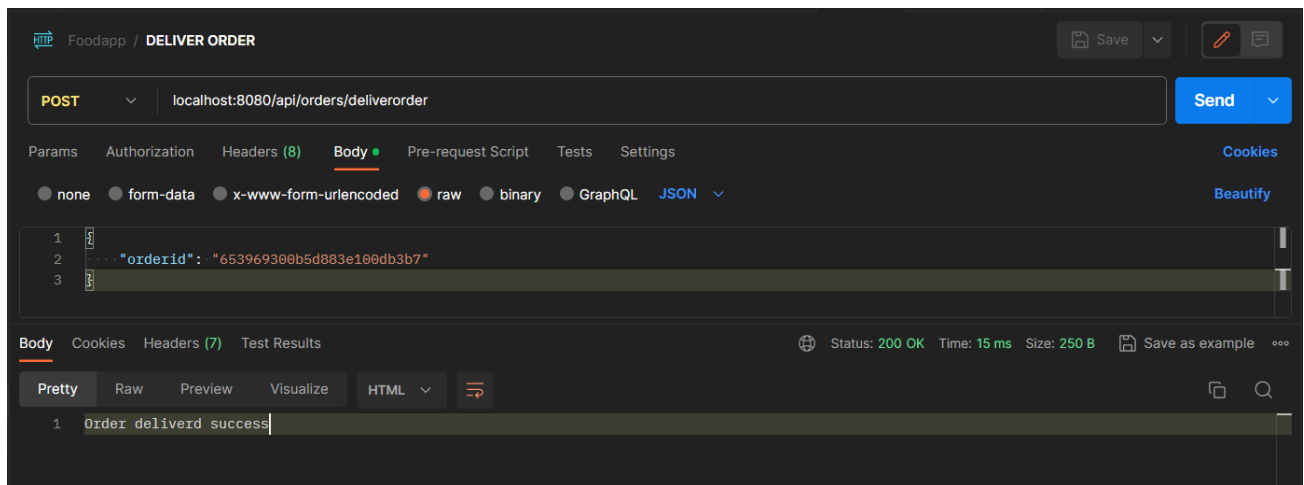 HTTP Foodapp / DELIVER ORDER Save
POST localhost:8080/api/orders/deliverorder Send
Params Authorization Headers (8) Body Pre-request Script Tests Settings Cookies
none form-data x-www-form-urlencoded raw binary GraphQL JSON Beautify
1 {
2 "orderid": "653969300b5d883e100db3b7"
3 }
Body Cookies Headers (7) Test Results Status: 200 OK Time: 15 ms Size: 250 B Save as example
Pretty Raw Preview Visualize HTML
1 Order deliverd success